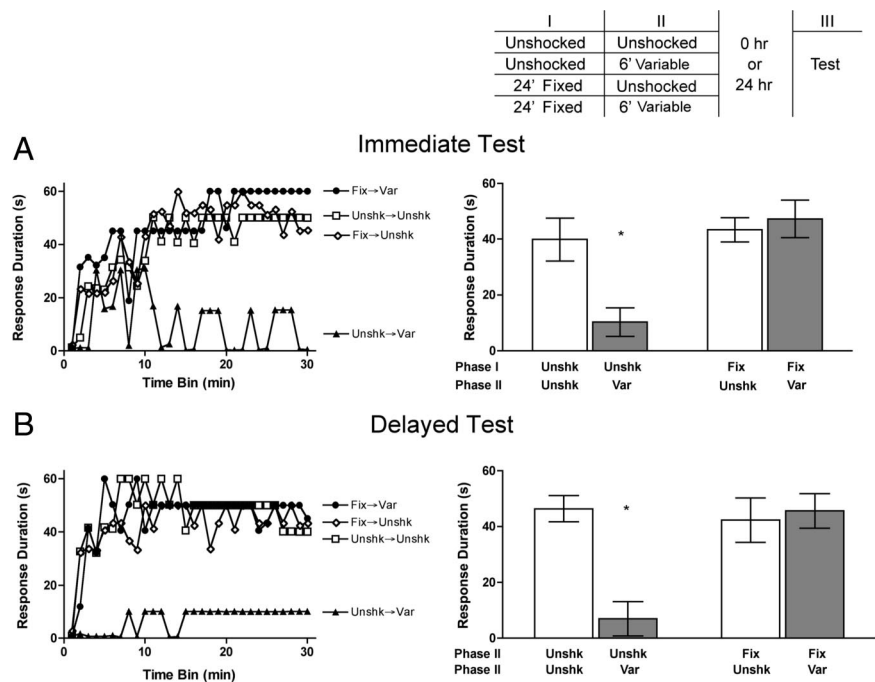 I II III
Unshocked Unshocked 0 hr
Unshocked 6' Variable or Test
24' Fixed Unshocked 24 hr
24' Fixed 6' Variable
A
Immediate Test
Response Duration (s)
60
40
20
0
0 10 20 30
Time Bin (min)
Fix→Var
Unshk→Unshk
Fix→Unshk
Unshk→Var
Response Duration (s)
60
40
20
0
*
Phase I Unshk Unshk Fix Fix
Phase II Unshk Var Unshk Var
B
Delayed Test
Response Duration (s)
60
40
20
0
0 10 20 30
Time Bin (min)
Fix→Var
Fix→Unshk
Unshk→Unshk
Unshk→Var
Response Duration (s)
60
40
20
0
*
Phase II Unshk Unshk Fix Fix
Phase II Unshk Var Unshk Var